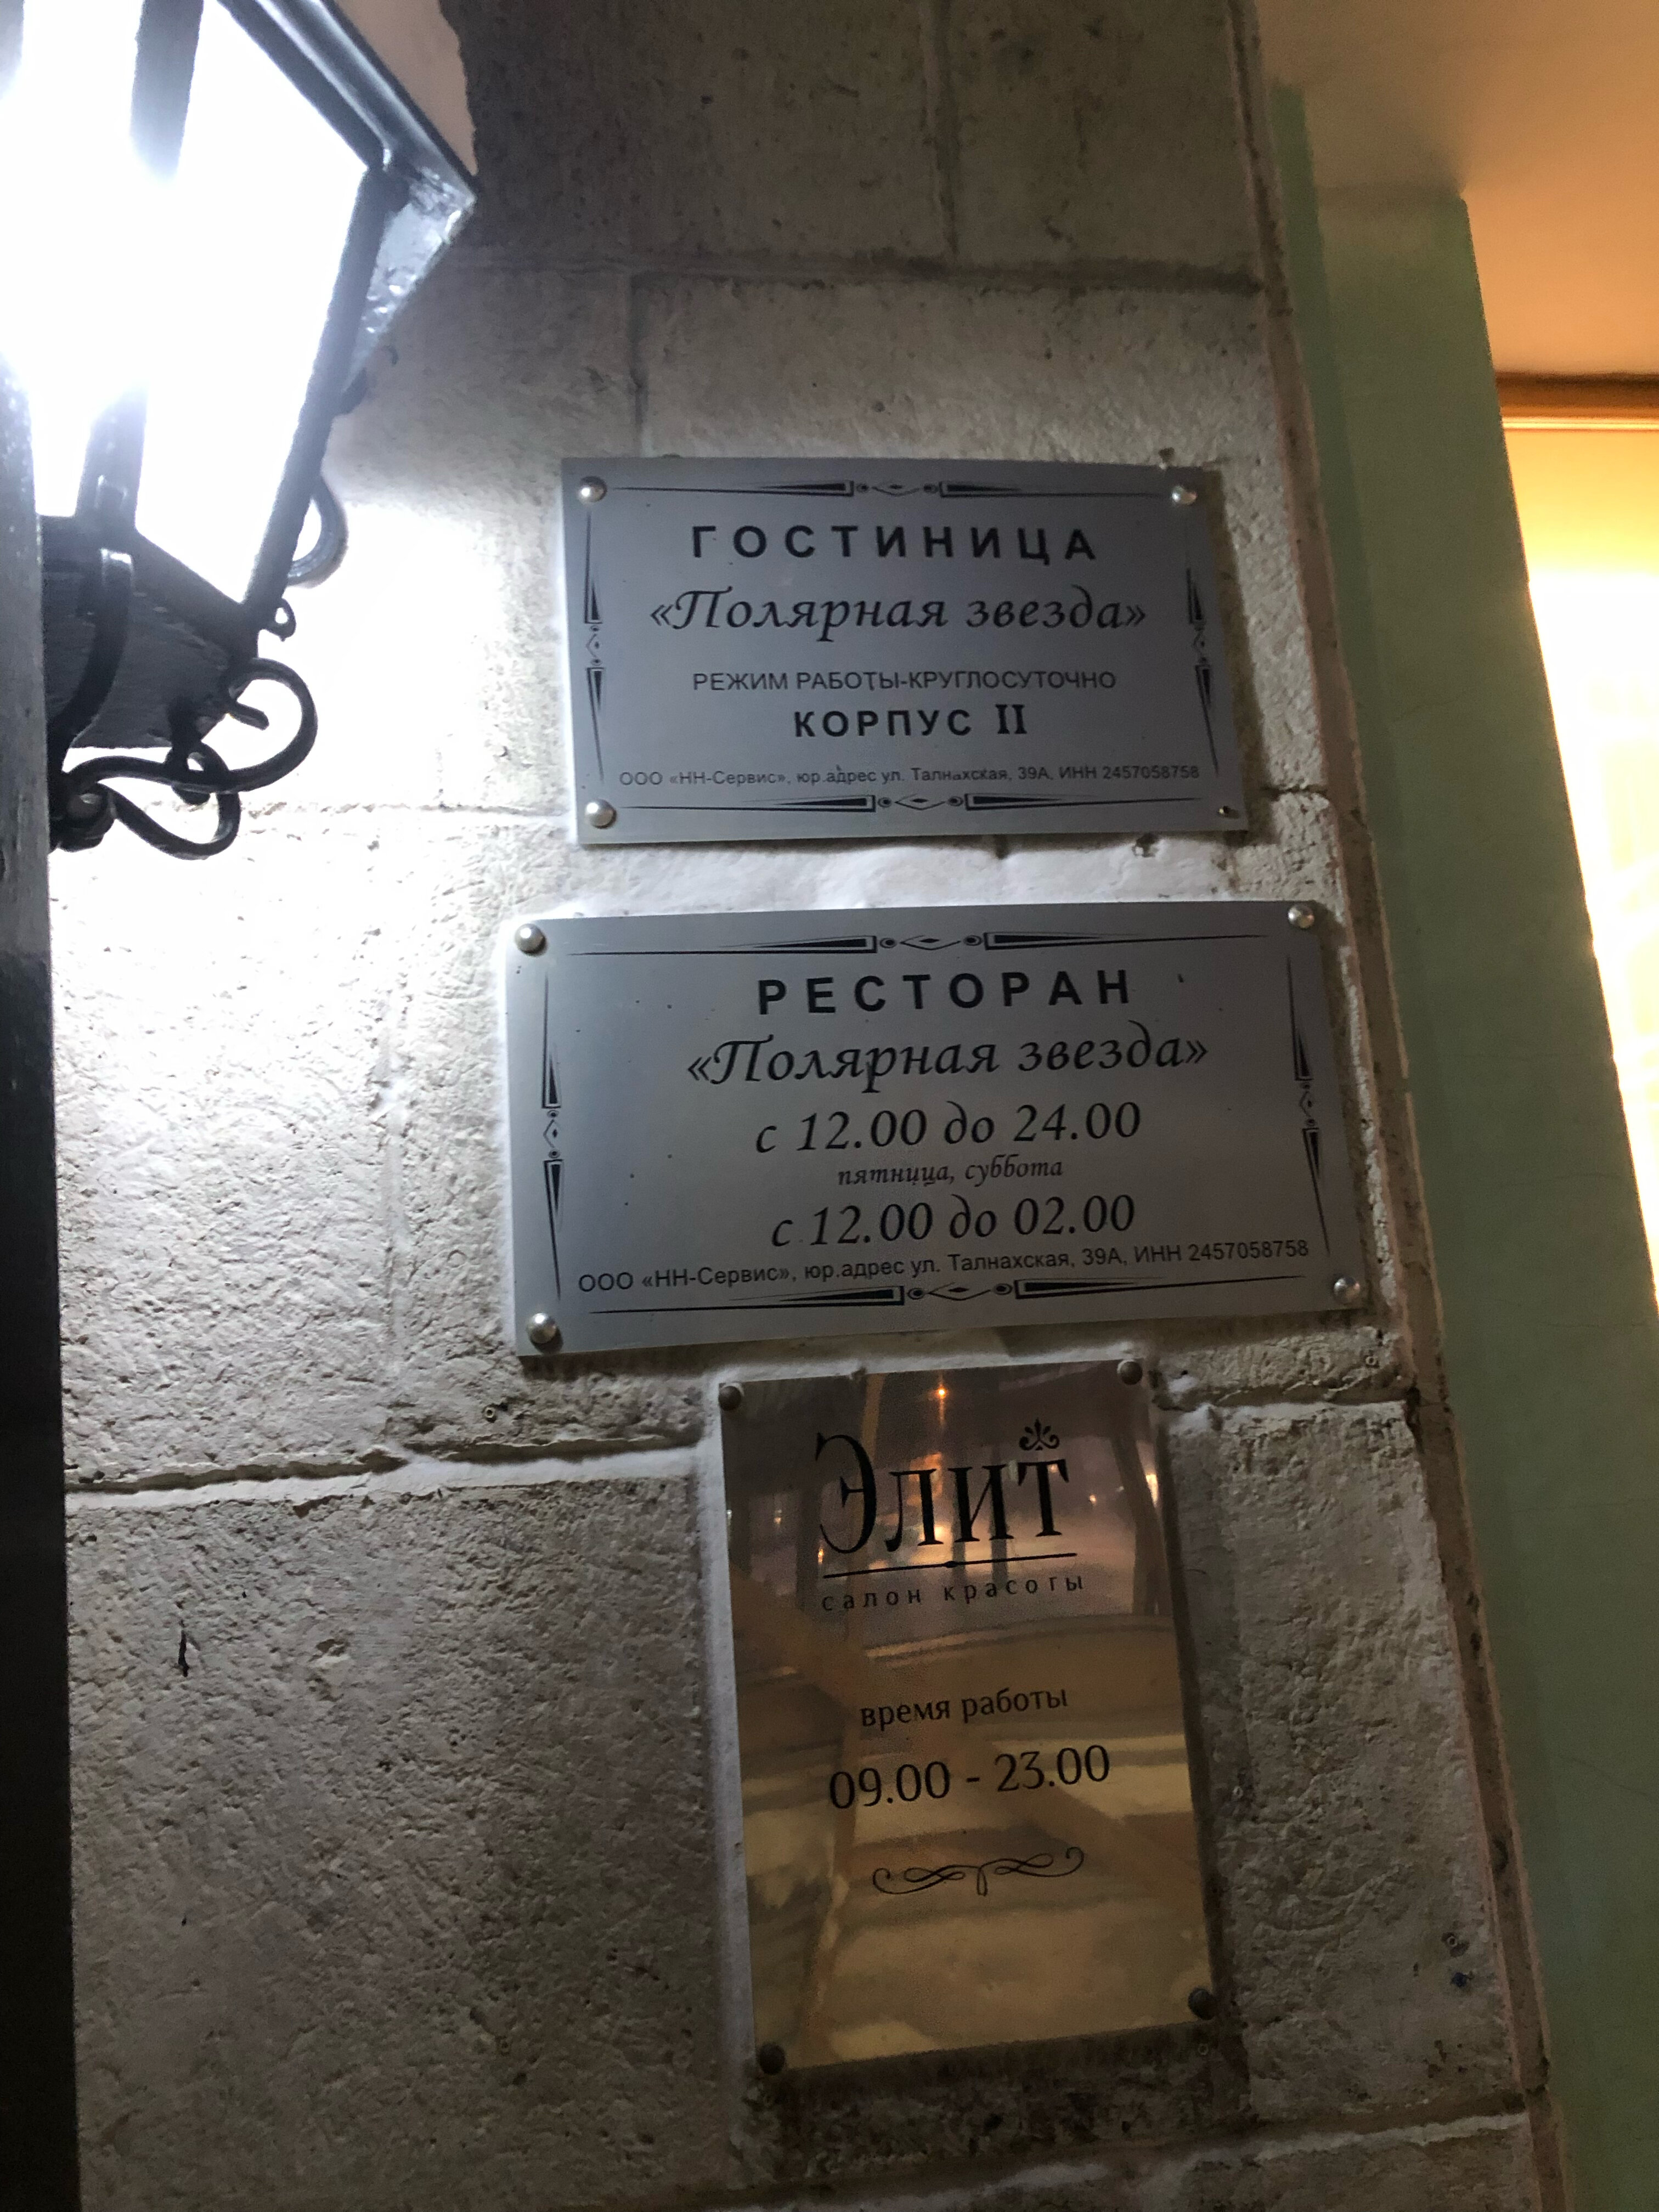 ГОСТИНИЦА
«Полярная звезда»
РЕЖИМ РАБОТЫ-КРУГЛОСУТОЧНО
КОРПУС II
ООО «НН-Сервис», юр.адрес ул. Талнахская, 39А, ИНН 2457058758
РЕСТОРАН
«Полярная звезда»
с 12.00 до 24.00
пятница, суббота
с 12.00 до 02.00
ООО «НН-Сервис», юр.адрес ул. Талнахская, 39А, ИНН 2457058758
Элит
салон красоты
время работы
09.00 - 23.00